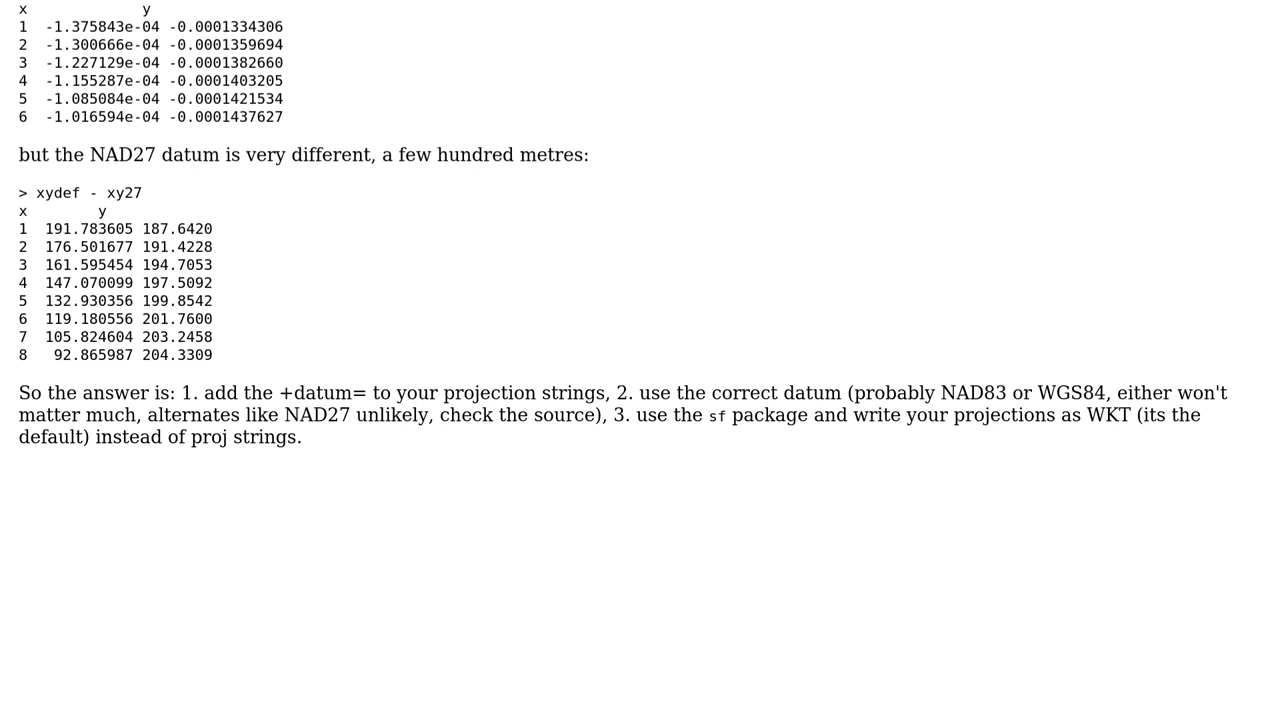 x             y
1  -1.375843e-04 -0.0001334306
2  -1.300666e-04 -0.0001359694
3  -1.227129e-04 -0.0001382660
4  -1.155287e-04 -0.0001403205
5  -1.085084e-04 -0.0001421534
6  -1.016594e-04 -0.0001437627
but the NAD27 datum is very different, a few hundred metres:
> xydef - xy27
x        y
1  191.783605 187.6420
2  176.501677 191.4228
3  161.595454 194.7053
4  147.070099 197.5092
5  132.930356 199.8542
6  119.180556 201.7600
7  105.824604 203.2458
8   92.865987 204.3309
So the answer is: 1. add the +datum= to your projection strings, 2. use the correct datum (probably NAD83 or WGS84, either won't
matter much, alternates like NAD27 unlikely, check the source), 3. use the sf package and write your projections as WKT (its the
default) instead of proj strings.